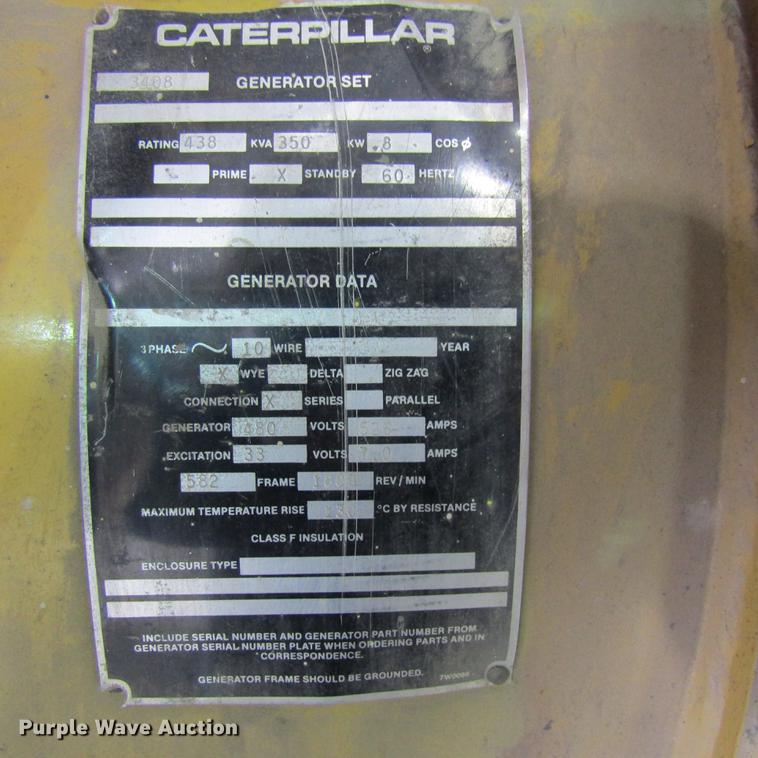 CATERPILLAR
®
3408 GENERATOR SET
RATING 438 KVA 350 KW .8 COS ϕ
PRIME X STANDBY 60 HERTZ
GENERATOR DATA
3 PHASE 10 WIRE YEAR
X WYE DELTA ZIG ZAG
CONNECTION X SERIES PARALLEL
GENERATOR 480 VOLTS AMPS
EXCITATION 33 VOLTS AMPS
582 FRAME REV / MIN
MAXIMUM TEMPERATURE RISE 130 °C BY RESISTANCE
CLASS F INSULATION
ENCLOSURE TYPE
INCLUDE SERIAL NUMBER AND GENERATOR PART NUMBER FROM
GENERATOR SERIAL NUMBER PLATE WHEN ORDERING PARTS AND IN
CORRESPONDENCE.
GENERATOR FRAME SHOULD BE GROUNDED.
Purple Wave Auction